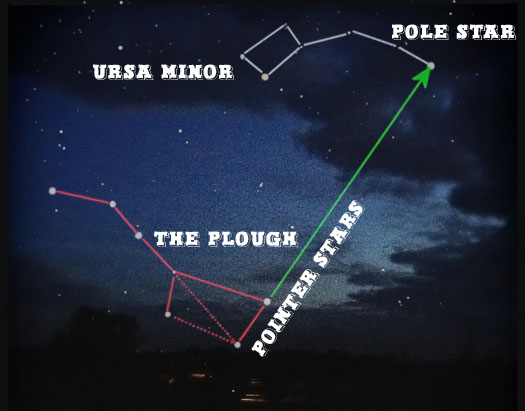 POLE STAR
URSA MINOR
THE PLOUGH
POINTER STARS